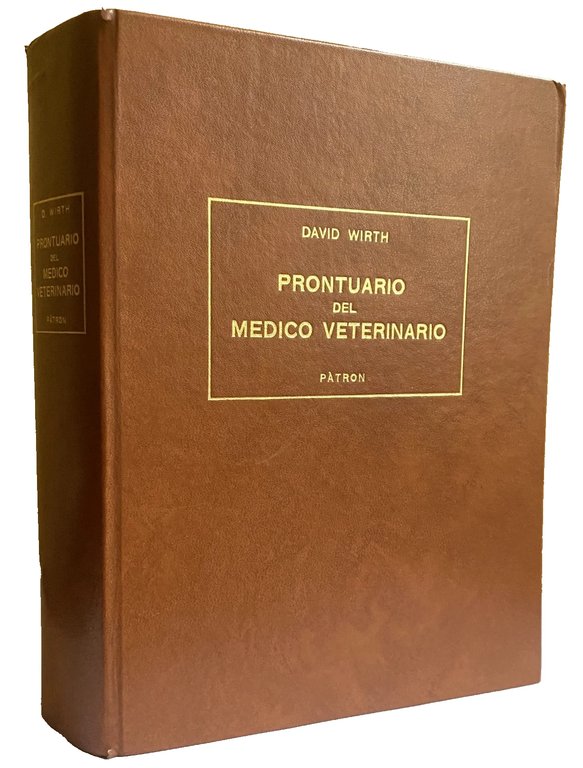 D. WIRTH
PRONTUARIO
DEL
MEDICO
VETERINARIO
PÀTRON
DAVID WIRTH
PRONTUARIO
DEL
MEDICO VETERINARIO
PÀTRON